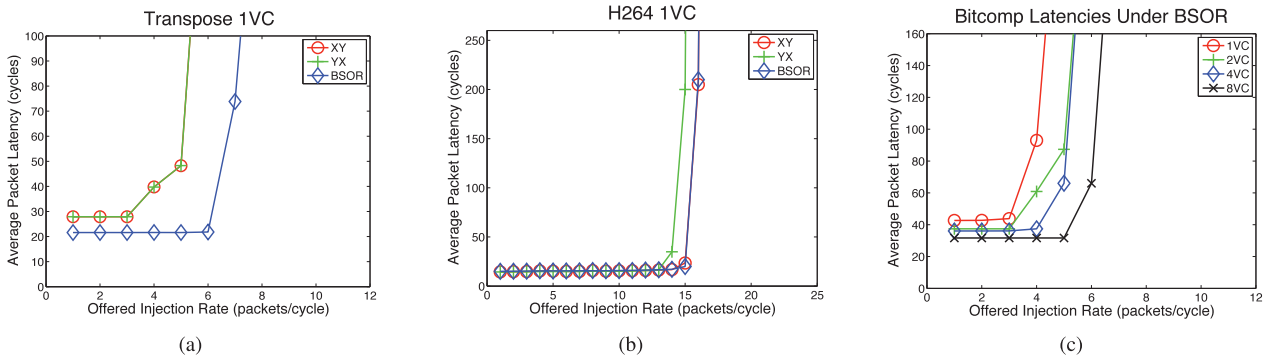 Transpose 1VC
Average Packet Latency (cycles)
100
90
80
70
60
50
40
30
20
10
0
XY
YX
BSOR
0 2 4 6 8 10 12
Offered Injection Rate (packets/cycle)
(a)
H264 1VC
Average Packet Latency (cycles)
250
200
150
100
50
0
XY
YX
BSOR
0 5 10 15 20 25
Offered Injection Rate (packets/cycle)
(b)
Bitcomp Latencies Under BSOR
Average Packet Latency (cycles)
160
140
120
100
80
60
40
20
0
1VC
2VC
4VC
8VC
0 2 4 6 8 10 12
Offered Injection Rate (packets/cycle)
(c)